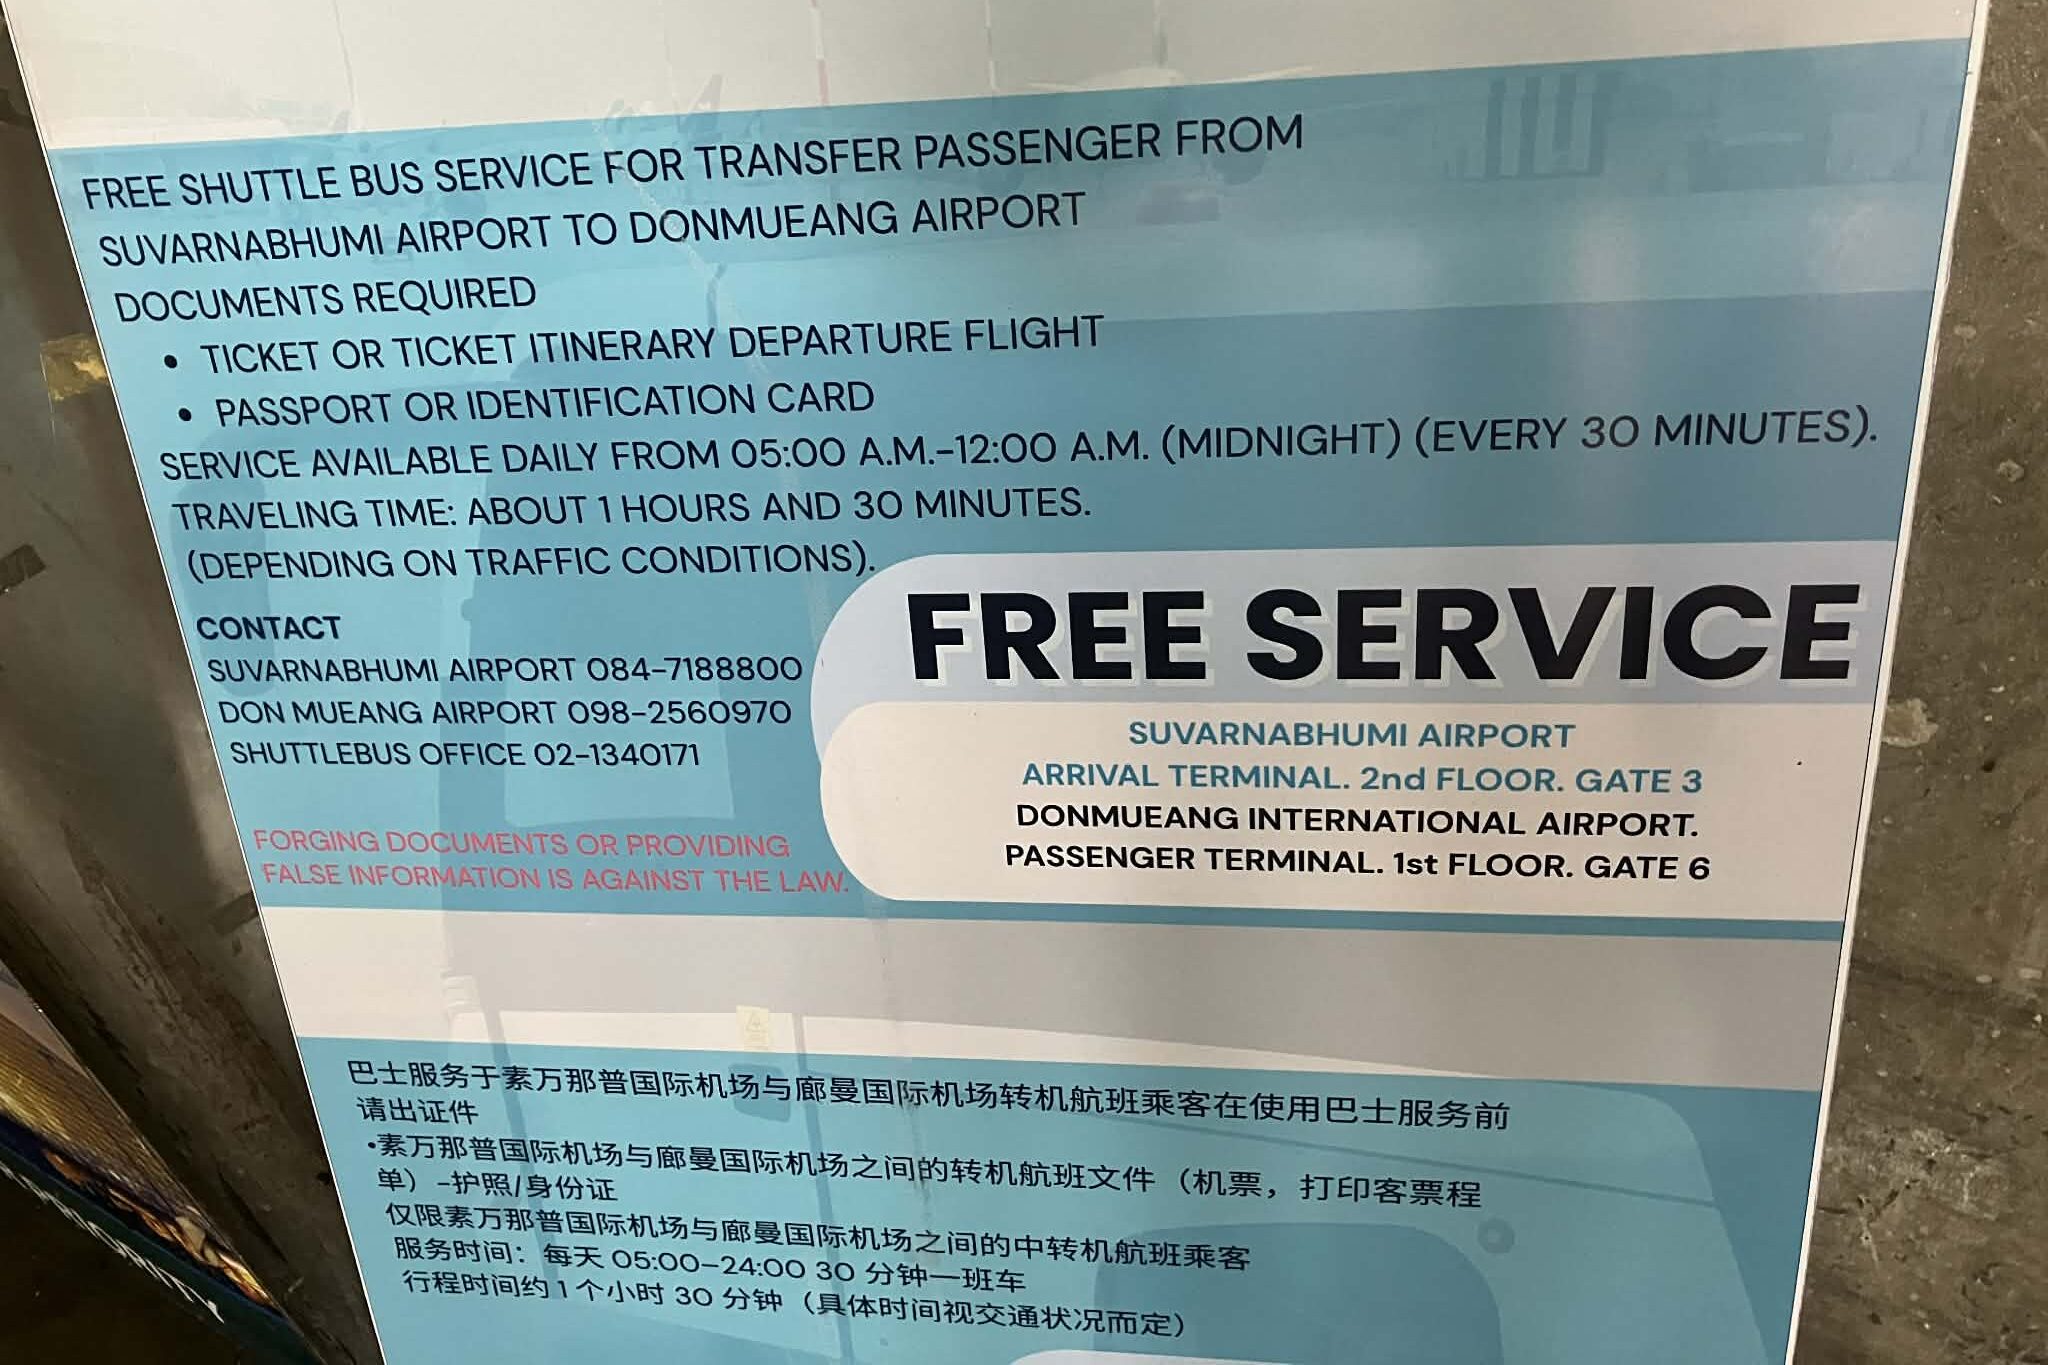 FREE SHUTTLE BUS SERVICE FOR TRANSFER PASSENGER FROM
SUVARNABHUMI AIRPORT TO DONMUEANG AIRPORT
DOCUMENTS REQUIRED
• TICKET OR TICKET ITINERARY DEPARTURE FLIGHT
• PASSPORT OR IDENTIFICATION CARD
SERVICE AVAILABLE DAILY FROM 05:00 A.M.-12:00 A.M. (MIDNIGHT) (EVERY 30 MINUTES).
TRAVELING TIME: ABOUT 1 HOURS AND 30 MINUTES.
(DEPENDING ON TRAFFIC CONDITIONS).
CONTACT
SUVARNABHUMI AIRPORT 084-7188800
DON MUEANG AIRPORT 098-2560970
SHUTTLEBUS OFFICE 02-1340171
FORGING DOCUMENTS OR PROVIDING
FALSE INFORMATION IS AGAINST THE LAW.
FREE SERVICE
SUVARNABHUMI AIRPORT
ARRIVAL TERMINAL. 2nd FLOOR. GATE 3
DONMUEANG INTERNATIONAL AIRPORT.
PASSENGER TERMINAL. 1st FLOOR. GATE 6
巴士服务于素万那普国际机场与廊曼国际机场转机航班乘客在使用巴士服务前
请出证件
•素万那普国际机场与廊曼国际机场之间的转机航班文件（机票，打印客票程
单）-护照/身份证
仅限素万那普国际机场与廊曼国际机场之间的中转机航班乘客
服务时间：每天 05:00-24:00 30 分钟一班车
行程时间约 1 个小时 30 分钟（具体时间视交通状况而定）